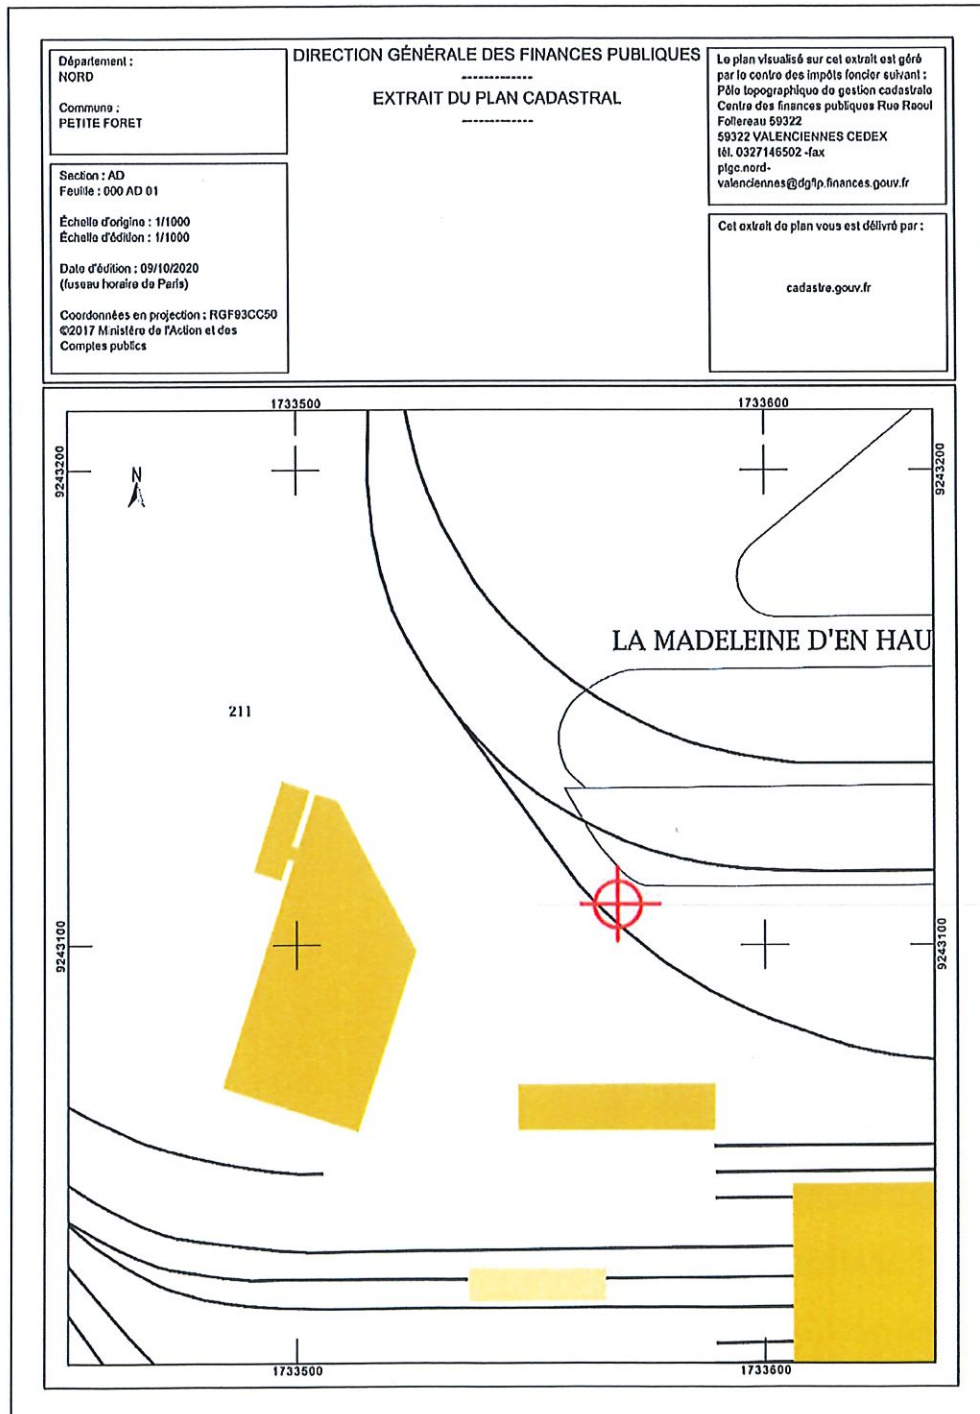 Département :
NORD
Commune :
PETITE FORET
Section : AD
Feuille : 000 AD 01
Échelle d'origine : 1/1000
Échelle d'édition : 1/1000
Date d'édition : 09/10/2020
(fuseau horaire de Paris)
Coordonnées en projection : RGF93CC50
©2017 Ministère de l'Action et des
Comptes publics
DIRECTION GÉNÉRALE DES FINANCES PUBLIQUES
-------------
EXTRAIT DU PLAN CADASTRAL
-------------
Le plan visualisé sur cet extrait est géré
par le centre des impôts foncier suivant :
Pôle topographique de gestion cadastrale
Centre des finances publiques Rue Raoul
Follereau 59322
59322 VALENCIENNES CEDEX
tél. 0327146502 -fax
ptgc.nord-
valenciennes@dgfip.finances.gouv.fr
Cet extrait de plan vous est délivré par :
cadastre.gouv.fr
1733500
1733600
9243200
9243200
N
LA MADELEINE D'EN HAU
211
9243100
9243100
1733500
1733600